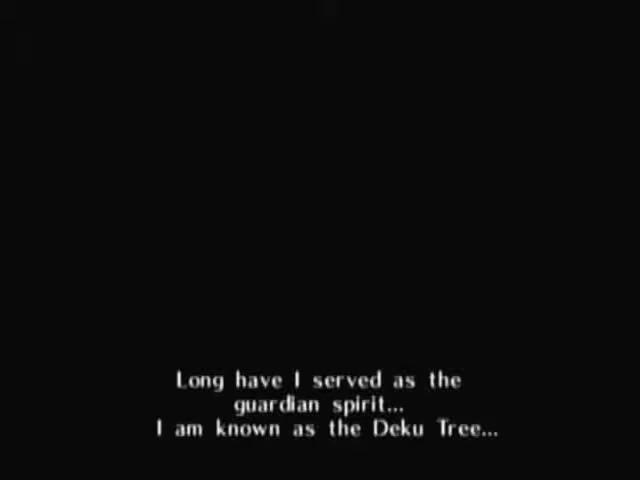 Long have I served as the
guardian spirit...
I am known as the Deku Tree...